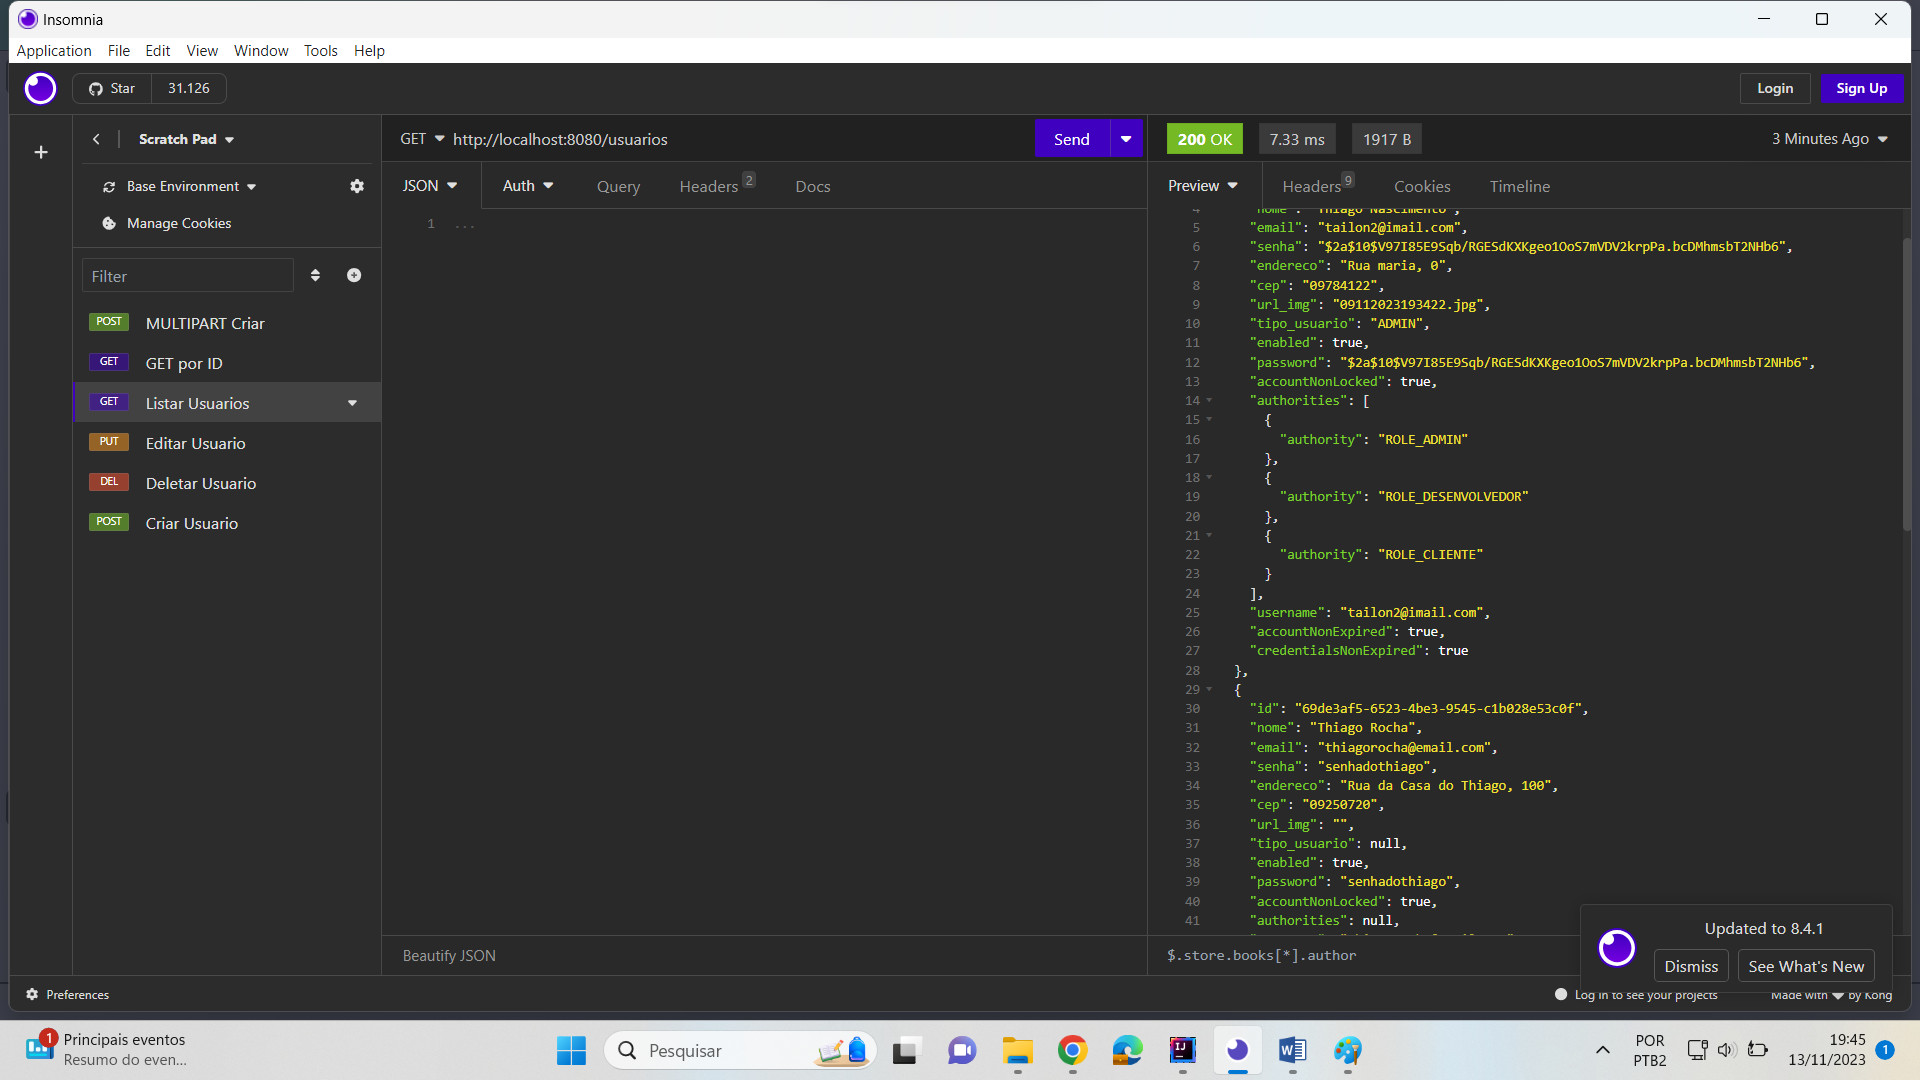 Insomnia
Application File Edit View Window Tools Help
Star 31.126
Login Sign Up
Scratch Pad
GET http://localhost:8080/usuarios
Send
200 OK 7.33 ms 1917 B
3 Minutes Ago
Base Environment
Manage Cookies
JSON Auth Query Headers 2 Docs
Preview Headers 9 Cookies Timeline
Filter
POST MULTIPART Criar
GET GET por ID
GET Listar Usuarios
PUT Editar Usuario
DEL Deletar Usuario
POST Criar Usuario
1 ...
4 "nome": "Thiago Nascimento",
5 "email": "tailon2@imail.com",
6 "senha": "$2a$10$V97I85E9Sqb/RGESdKXKgeo1OoS7mVDV2krpPa.bcDMhmsbT2NHb6",
7 "endereco": "Rua maria, 0",
8 "cep": "09784122",
9 "url_img": "09112023193422.jpg",
10 "tipo_usuario": "ADMIN",
11 "enabled": true,
12 "password": "$2a$10$V97I85E9Sqb/RGESdKXKgeo1OoS7mVDV2krpPa.bcDMhmsbT2NHb6",
13 "accountNonLocked": true,
14 "authorities": [
15 {
16 "authority": "ROLE_ADMIN"
17 },
18 {
19 "authority": "ROLE_DESENVOLVEDOR"
20 },
21 {
22 "authority": "ROLE_CLIENTE"
23 }
24 ],
25 "username": "tailon2@imail.com",
26 "accountNonExpired": true,
27 "credentialsNonExpired": true
28 },
29 {
30 "id": "69de3af5-6523-4be3-9545-c1b028e53c0f",
31 "nome": "Thiago Rocha",
32 "email": "thiagorocha@email.com",
33 "senha": "senhadothiago",
34 "endereco": "Rua da Casa do Thiago, 100",
35 "cep": "09250720",
36 "url_img": "",
37 "tipo_usuario": null,
38 "enabled": true,
39 "password": "senhadothiago",
40 "accountNonLocked": true,
41 "authorities": null,
Updated to 8.4.1
Dismiss See What's New
Beautify JSON
$.store.books[*].author
Preferences
Log in to see your projects
Made with by Kong
1
Principais eventos
Resumo do even...
Pesquisar
POR
PTB2
19:45
13/11/2023
1